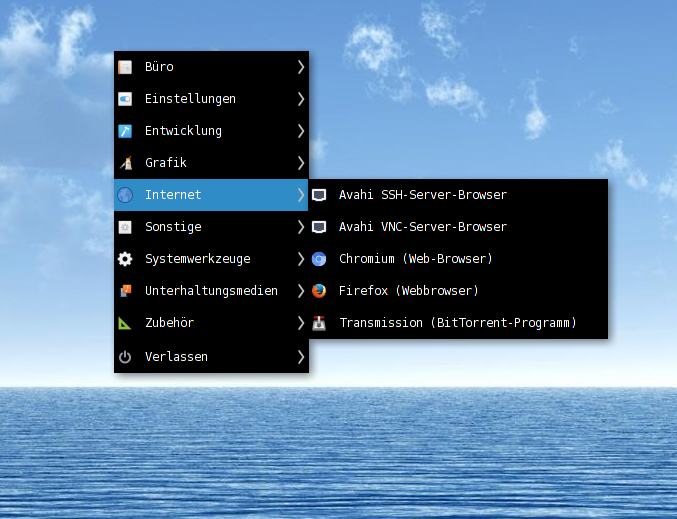 Büro
Einstellungen
Entwicklung
Grafik
Internet
Sonstige
Systemwerkzeuge
Unterhaltungsmedien
Zubehör
Verlassen
Avahi SSH-Server-Browser
Avahi VNC-Server-Browser
Chromium (Web-Browser)
Firefox (Webbrowser)
Transmission (BitTorrent-Programm)